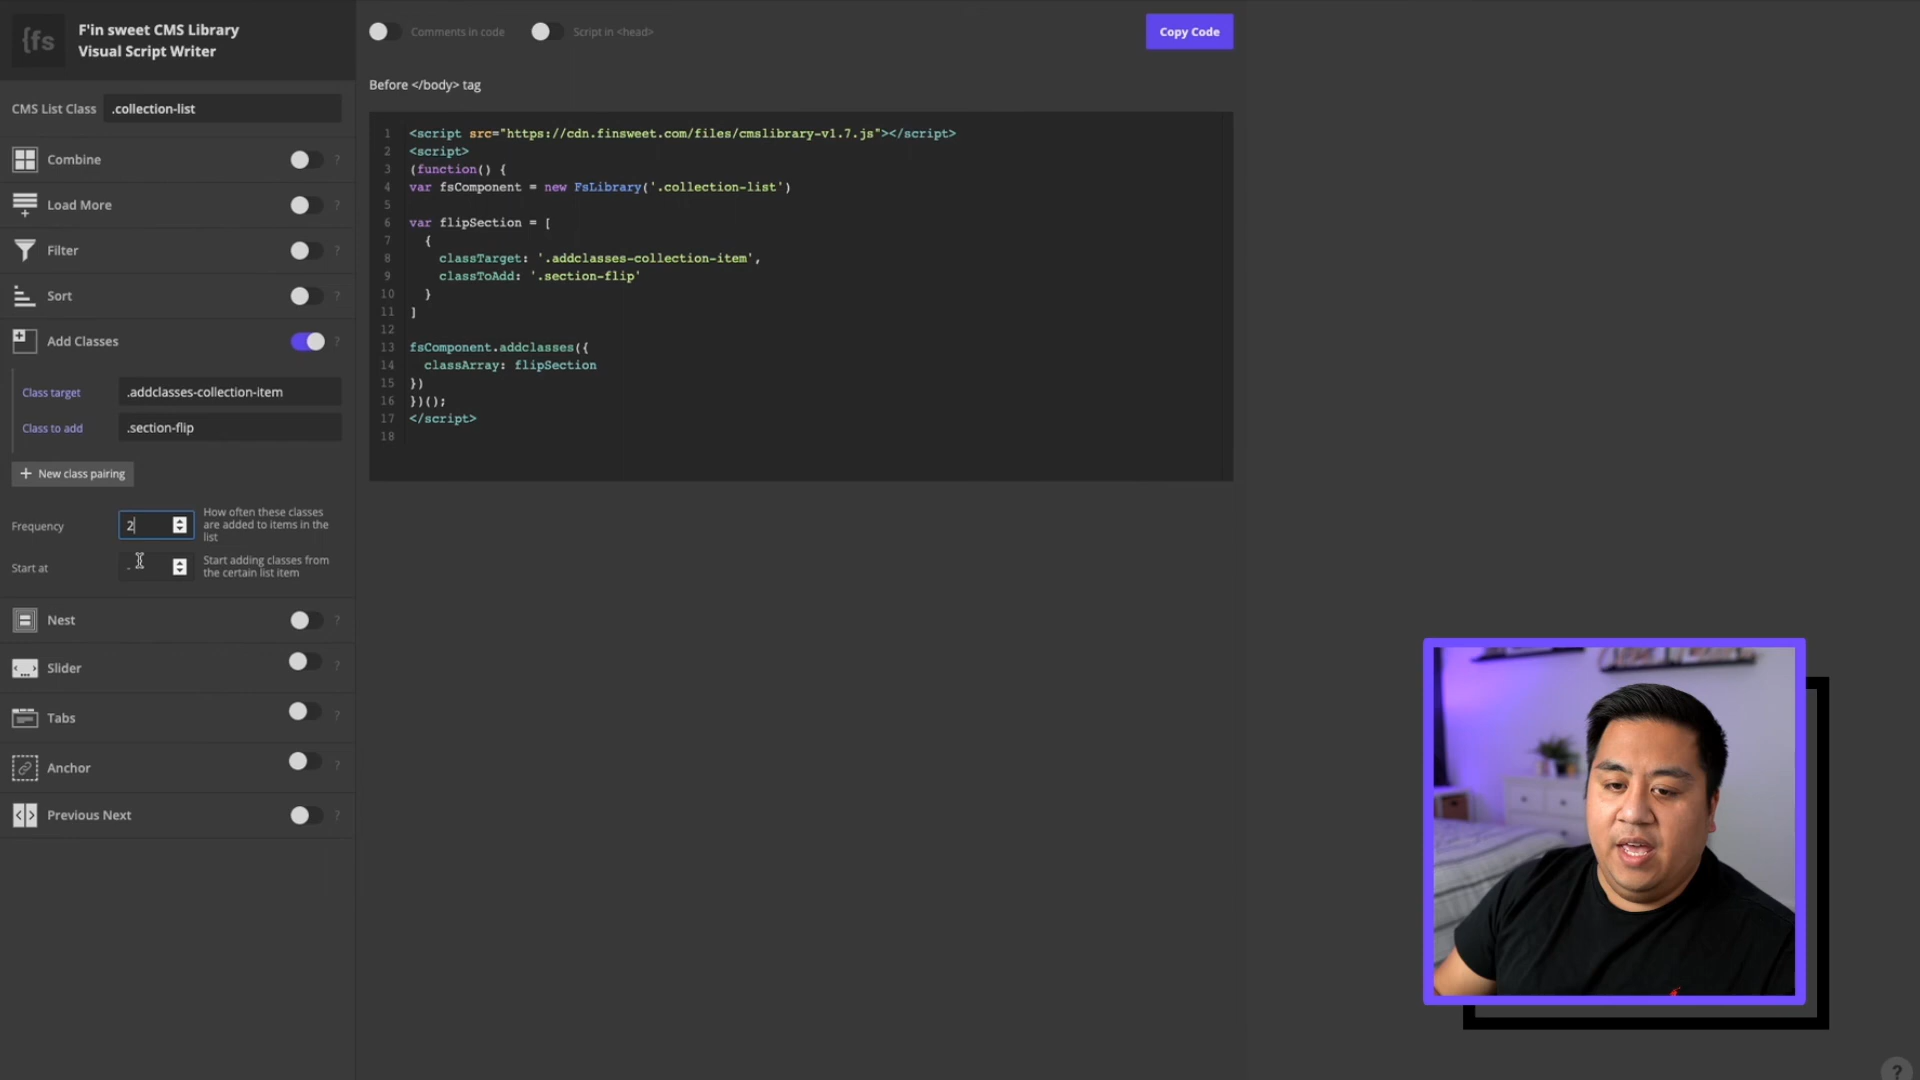 {fs
F'in sweet CMS Library
Visual Script Writer
CMS List Class
.collection-list
Combine
?
Load More
?
Filter
?
Sort
?
Add Classes
?
Class target
.addclasses-collection-item
Class to add
.section-flip
+ New class pairing
Frequency
2
How often these classes
are added to items in the
list
Start at
-
Start adding classes from
the certain list item
Nest
?
Slider
?
Tabs
?
Anchor
?
Previous Next
?
Comments in code
Script in <head>
Copy Code
Before </body> tag
1 <script src="https://cdn.finsweet.com/files/cmslibrary-v1.7.js"></script>
2 <script>
3 (function() {
4 var fsComponent = new FsLibrary('.collection-list')
5
6 var flipSection = [
7 {
8 classTarget: '.addclasses-collection-item',
9 classToAdd: '.section-flip'
10 }
11 ]
12
13 fsComponent.addclasses({
14 classArray: flipSection
15 })
16 })();
17 </script>
18
?